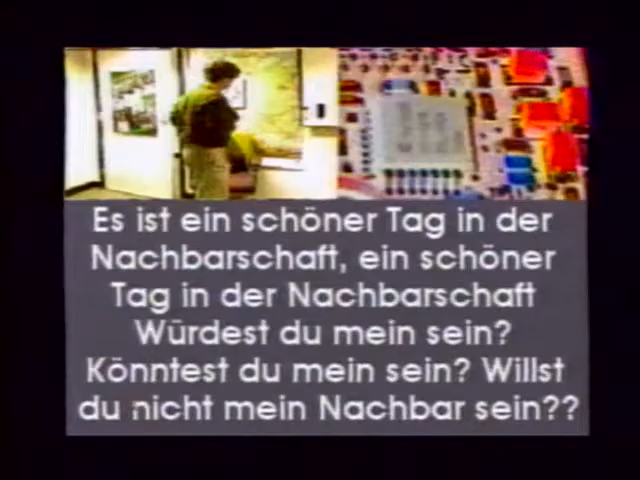 Es ist ein schöner Tag in der
Nachbarschaft, ein schöner
Tag in der Nachbarschaft
Würdest du mein sein?
Könntest du mein sein? Willst
du nicht mein Nachbar sein??